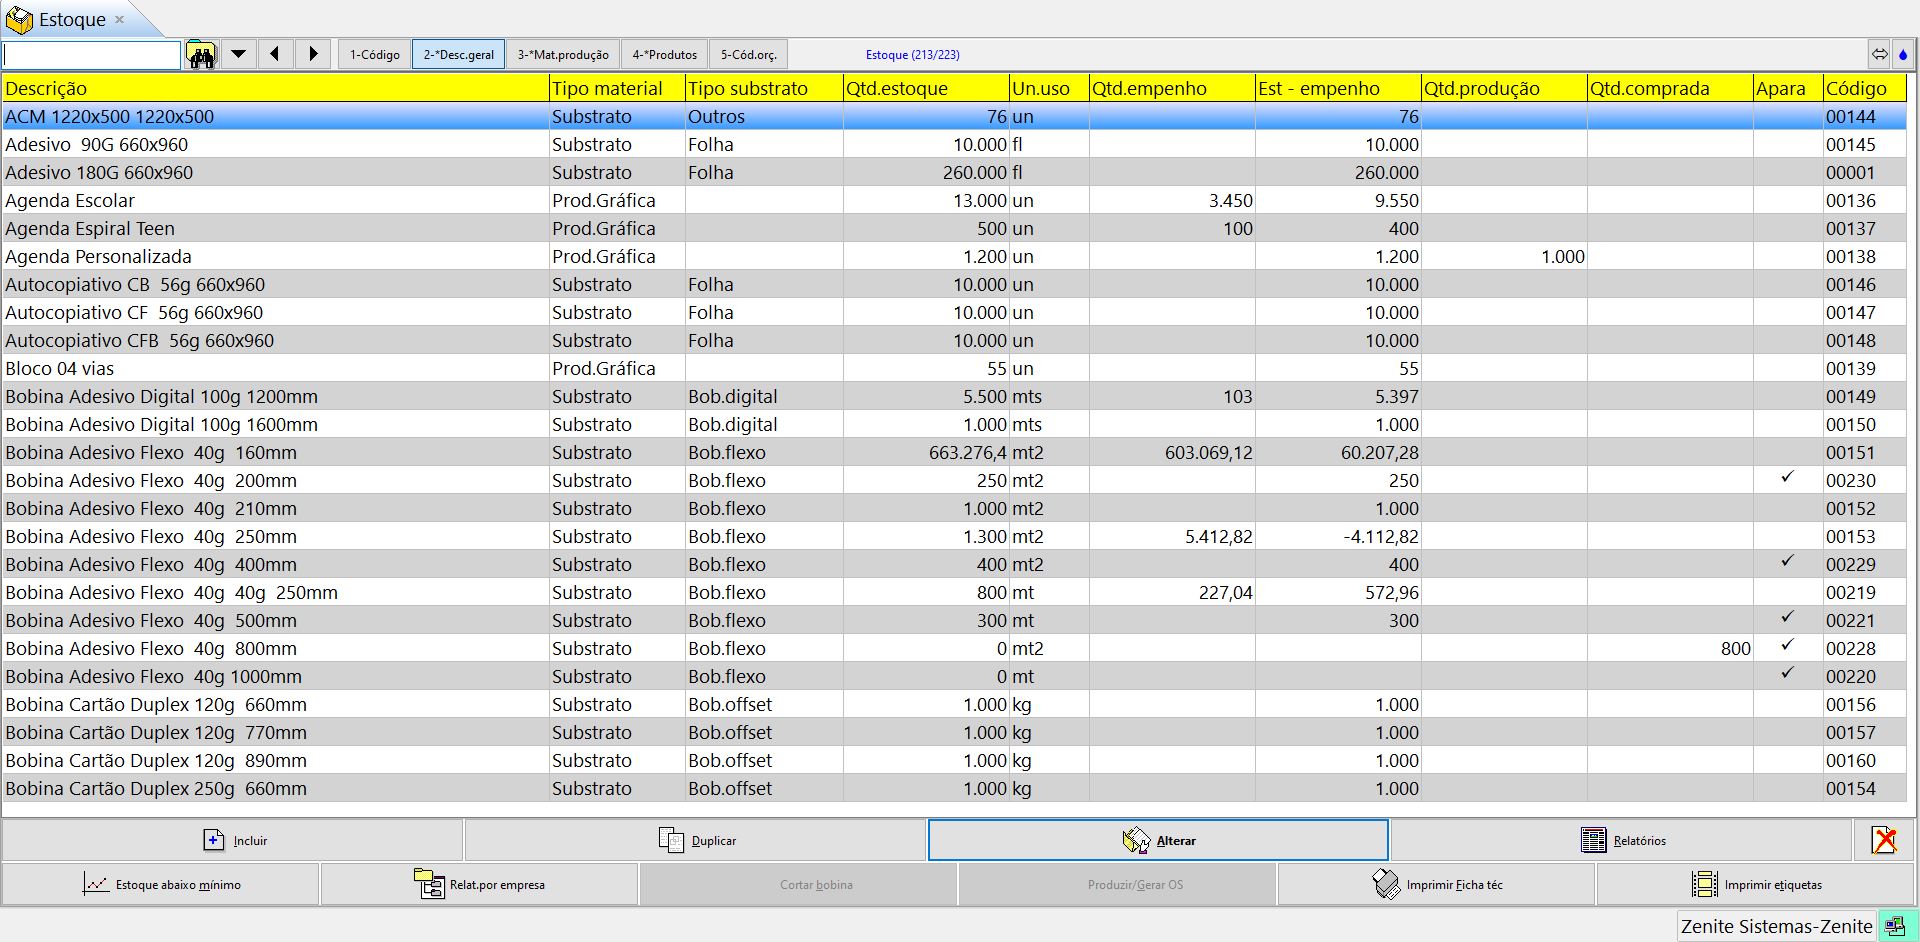 Estoque ×
1-Código 2-*Desc.geral 3-*Mat.produção 4-*Produtos 5-Cód.orç. Estoque (213/223)
Descrição Tipo material Tipo substrato Qtd.estoque Un.uso Qtd.empenho Est - empenho Qtd.produção Qtd.comprada Apara Código
ACM 1220x500 1220x500 Substrato Outros 76 un 76 00144
Adesivo  90G 660x960 Substrato Folha 10.000 fl 10.000 00145
Adesivo 180G 660x960 Substrato Folha 260.000 fl 260.000 00001
Agenda Escolar Prod.Gráfica 13.000 un 3.450 9.550 00136
Agenda Espiral Teen Prod.Gráfica 500 un 100 400 00137
Agenda Personalizada Prod.Gráfica 1.200 un 1.200 1.000 00138
Autocopiativo CB  56g 660x960 Substrato Folha 10.000 un 10.000 00146
Autocopiativo CF  56g 660x960 Substrato Folha 10.000 un 10.000 00147
Autocopiativo CFB  56g 660x960 Substrato Folha 10.000 un 10.000 00148
Bloco 04 vias Prod.Gráfica 55 un 55 00139
Bobina Adesivo Digital 100g 1200mm Substrato Bob.digital 5.500 mts 103 5.397 00149
Bobina Adesivo Digital 100g 1600mm Substrato Bob.digital 1.000 mts 1.000 00150
Bobina Adesivo Flexo  40g  160mm Substrato Bob.flexo 663.276,4 mt2 603.069,12 60.207,28 00151
Bobina Adesivo Flexo  40g  200mm Substrato Bob.flexo 250 mt2 250 ✓ 00230
Bobina Adesivo Flexo  40g  210mm Substrato Bob.flexo 1.000 mt2 1.000 00152
Bobina Adesivo Flexo  40g  250mm Substrato Bob.flexo 1.300 mt2 5.412,82 -4.112,82 00153
Bobina Adesivo Flexo  40g  400mm Substrato Bob.flexo 400 mt2 400 ✓ 00229
Bobina Adesivo Flexo  40g  40g  250mm Substrato Bob.flexo 800 mt 227,04 572,96 00219
Bobina Adesivo Flexo  40g  500mm Substrato Bob.flexo 300 mt 300 ✓ 00221
Bobina Adesivo Flexo  40g  800mm Substrato Bob.flexo 0 mt2 800 ✓ 00228
Bobina Adesivo Flexo  40g 1000mm Substrato Bob.flexo 0 mt ✓ 00220
Bobina Cartão Duplex 120g  660mm Substrato Bob.offset 1.000 kg 1.000 00156
Bobina Cartão Duplex 120g  770mm Substrato Bob.offset 1.000 kg 1.000 00157
Bobina Cartão Duplex 120g  890mm Substrato Bob.offset 1.000 kg 1.000 00160
Bobina Cartão Duplex 250g  660mm Substrato Bob.offset 1.000 kg 1.000 00154
Incluir Duplicar Alterar Relatórios
Estoque abaixo mínimo Relat.por empresa Cortar bobina Produzir/Gerar OS Imprimir Ficha téc Imprimir etiquetas
Zenite Sistemas-Zenite